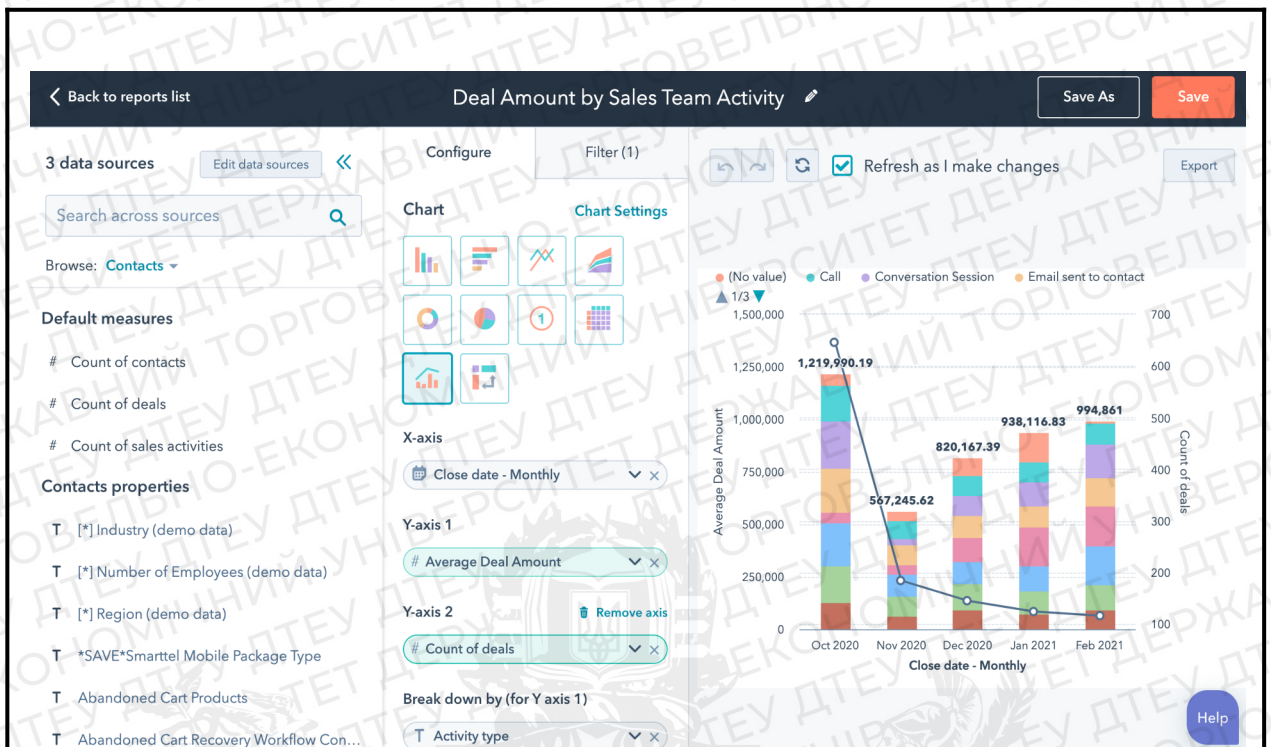 Back to reports list
Deal Amount by Sales Team Activity
Save As
Save
3 data sources
Edit data sources
Search across sources
Browse: Contacts
Default measures
# Count of contacts
# Count of deals
# Count of sales activities
Contacts properties
T [*] Industry (demo data)
T [*] Number of Employees (demo data)
T [*] Region (demo data)
T *SAVE*Smarttel Mobile Package Type
T Abandoned Cart Products
T Abandoned Cart Recovery Workflow Con...
Configure
Filter (1)
Chart
Chart Settings
1
X-axis
Close date - Monthly
Y-axis 1
# Average Deal Amount
Y-axis 2
Remove axis
# Count of deals
Break down by (for Y axis 1)
T Activity type
Refresh as I make changes
Export
(No value)
Call
Conversation Session
Email sent to contact
1/3
1,500,000
1,250,000
1,000,000
750,000
500,000
250,000
0
Average Deal Amount
1,219,990.19
567,245.62
820,167.39
938,116.83
994,861
700
600
500
400
300
200
100
Count of deals
Oct 2020
Nov 2020
Dec 2020
Jan 2021
Feb 2021
Close date - Monthly
Help